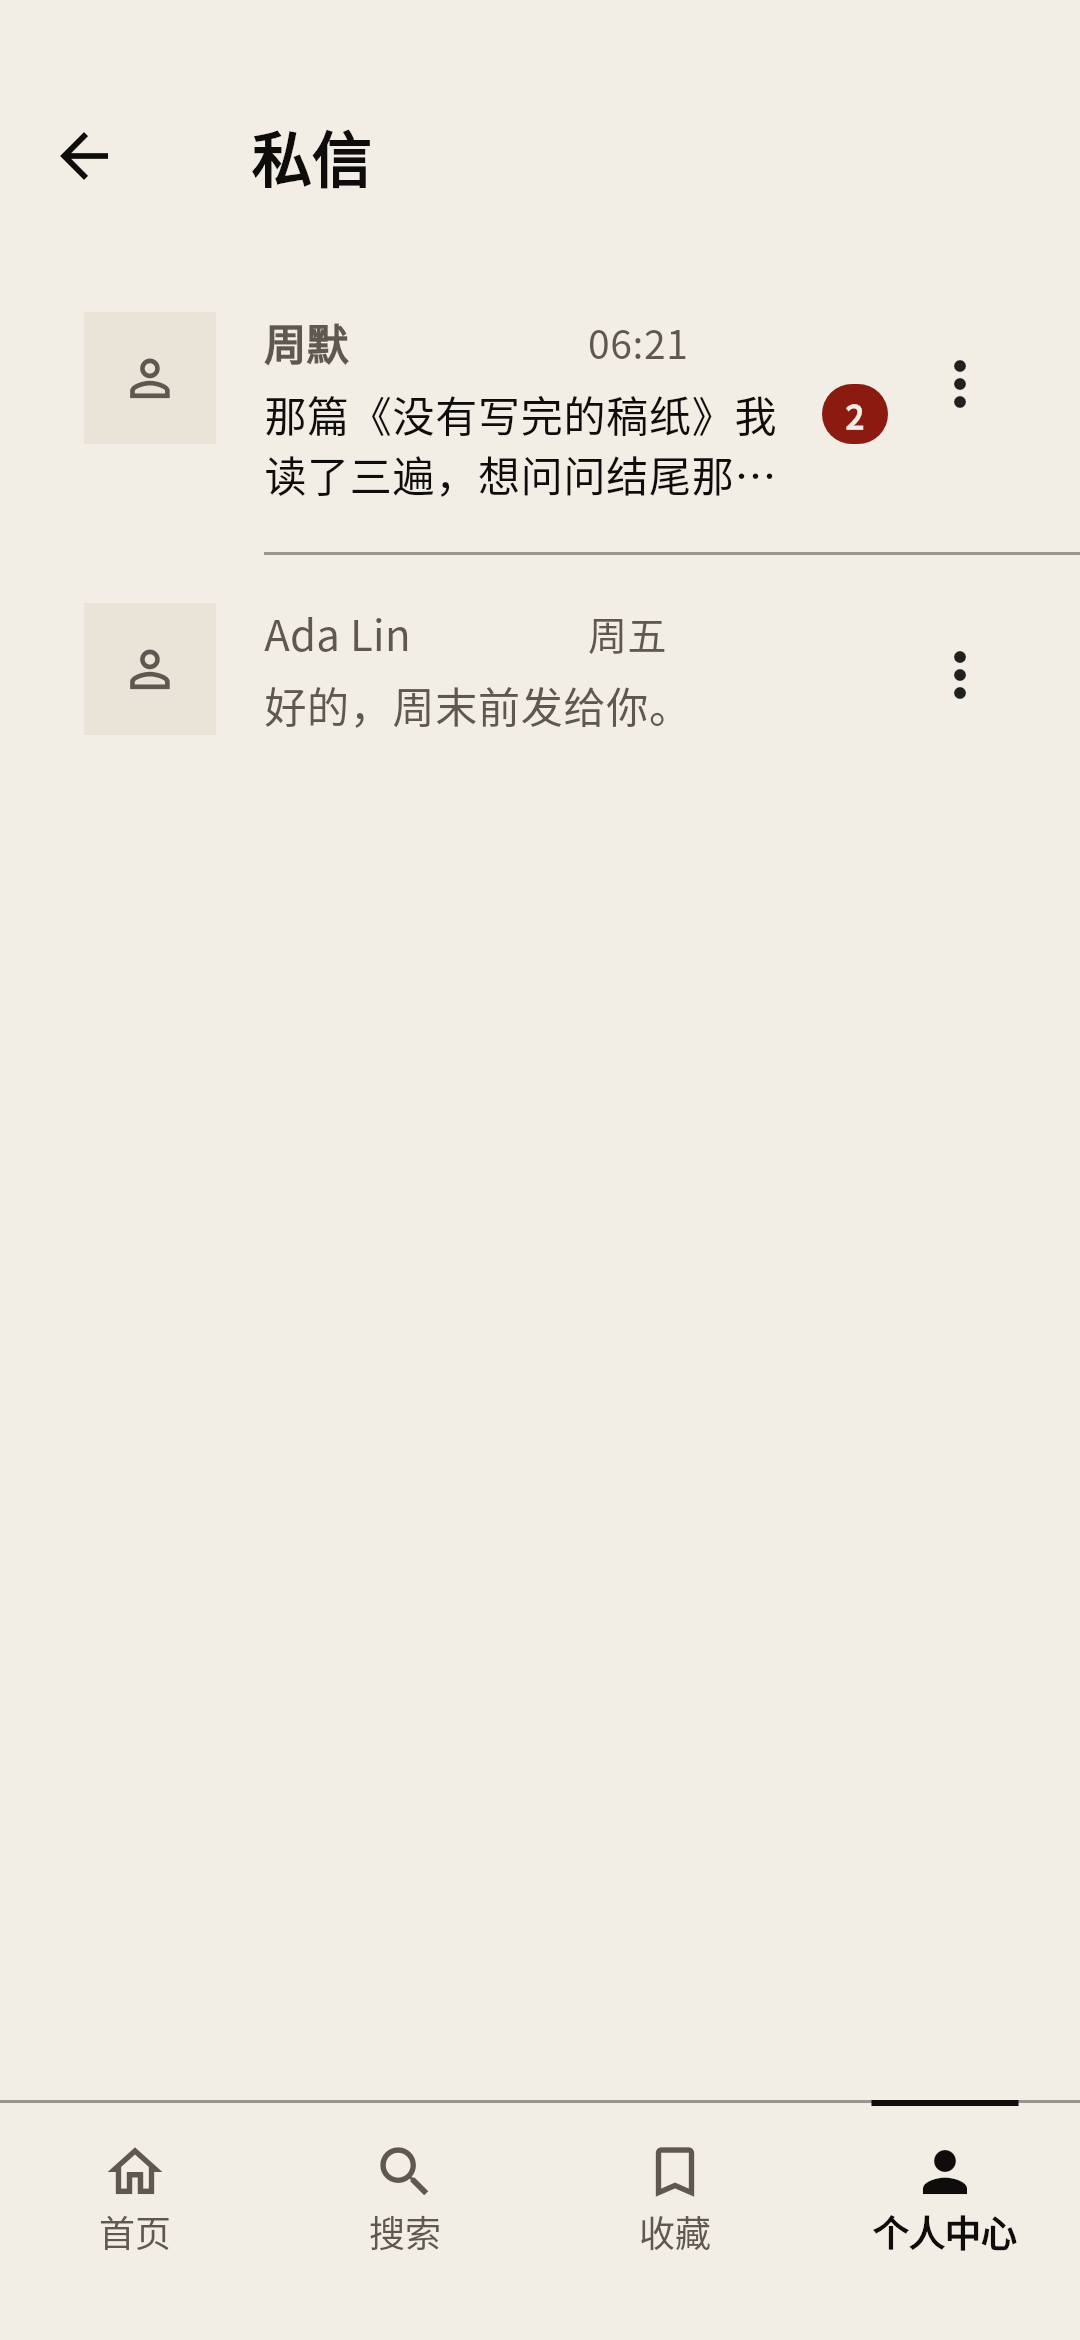 私信
周默
06:21
那篇《没有写完的稿纸》我
读了三遍，想问问结尾那…
2
Ada Lin
周五
好的，周末前发给你。
首页
搜索
收藏
个人中心